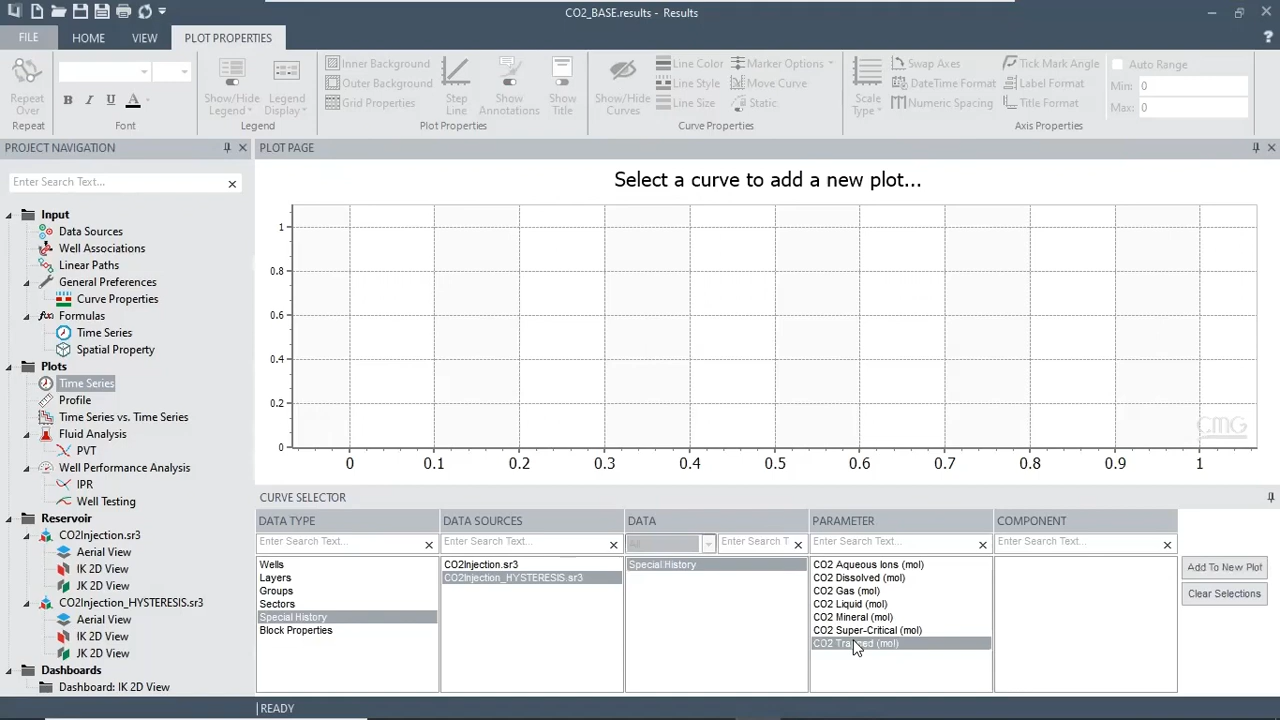 CO2_BASE.results - Results
FILE HOME VIEW PLOT PROPERTIES
Repeat Over
Repeat
B I U A
Font
Show/Hide Legend
Legend Display
Legend
Inner Background
Outer Background
Grid Properties
Step Line
Show Annotations
Show Title
Plot Properties
Show/Hide Curves
Line Color
Line Style
Line Size
Marker Options
Move Curve
Static
Curve Properties
Scale Type
Swap Axes
DateTime Format
Numeric Spacing
Tick Mark Angle
Label Format
Title Format
Auto Range
Min: 0
Max: 0
Axis Properties
PROJECT NAVIGATION
Enter Search Text...
Input
Data Sources
Well Associations
Linear Paths
General Preferences
Curve Properties
Formulas
Time Series
Spatial Property
Plots
Time Series
Profile
Time Series vs. Time Series
Fluid Analysis
PVT
Well Performance Analysis
IPR
Well Testing
Reservoir
CO2Injection.sr3
Aerial View
IK 2D View
JK 2D View
CO2Injection_HYSTERESIS.sr3
Aerial View
IK 2D View
JK 2D View
Dashboards
Dashboard: IK 2D View
PLOT PAGE
Select a curve to add a new plot...
1
0.8
0.6
0.4
0.2
0
0 0.1 0.2 0.3 0.4 0.5 0.6 0.7 0.8 0.9 1
CMG
CURVE SELECTOR
DATA TYPE
Enter Search Text...
Wells
Layers
Groups
Sectors
Special History
Block Properties
DATA SOURCES
Enter Search Text...
CO2Injection.sr3
CO2Injection_HYSTERESIS.sr3
DATA
All
Enter Search T
Special History
PARAMETER
Enter Search Text...
CO2 Aqueous Ions (mol)
CO2 Dissolved (mol)
CO2 Gas (mol)
CO2 Liquid (mol)
CO2 Mineral (mol)
CO2 Super-Critical (mol)
CO2 Trapped (mol)
COMPONENT
Enter Search Text...
Add To New Plot
Clear Selections
READY